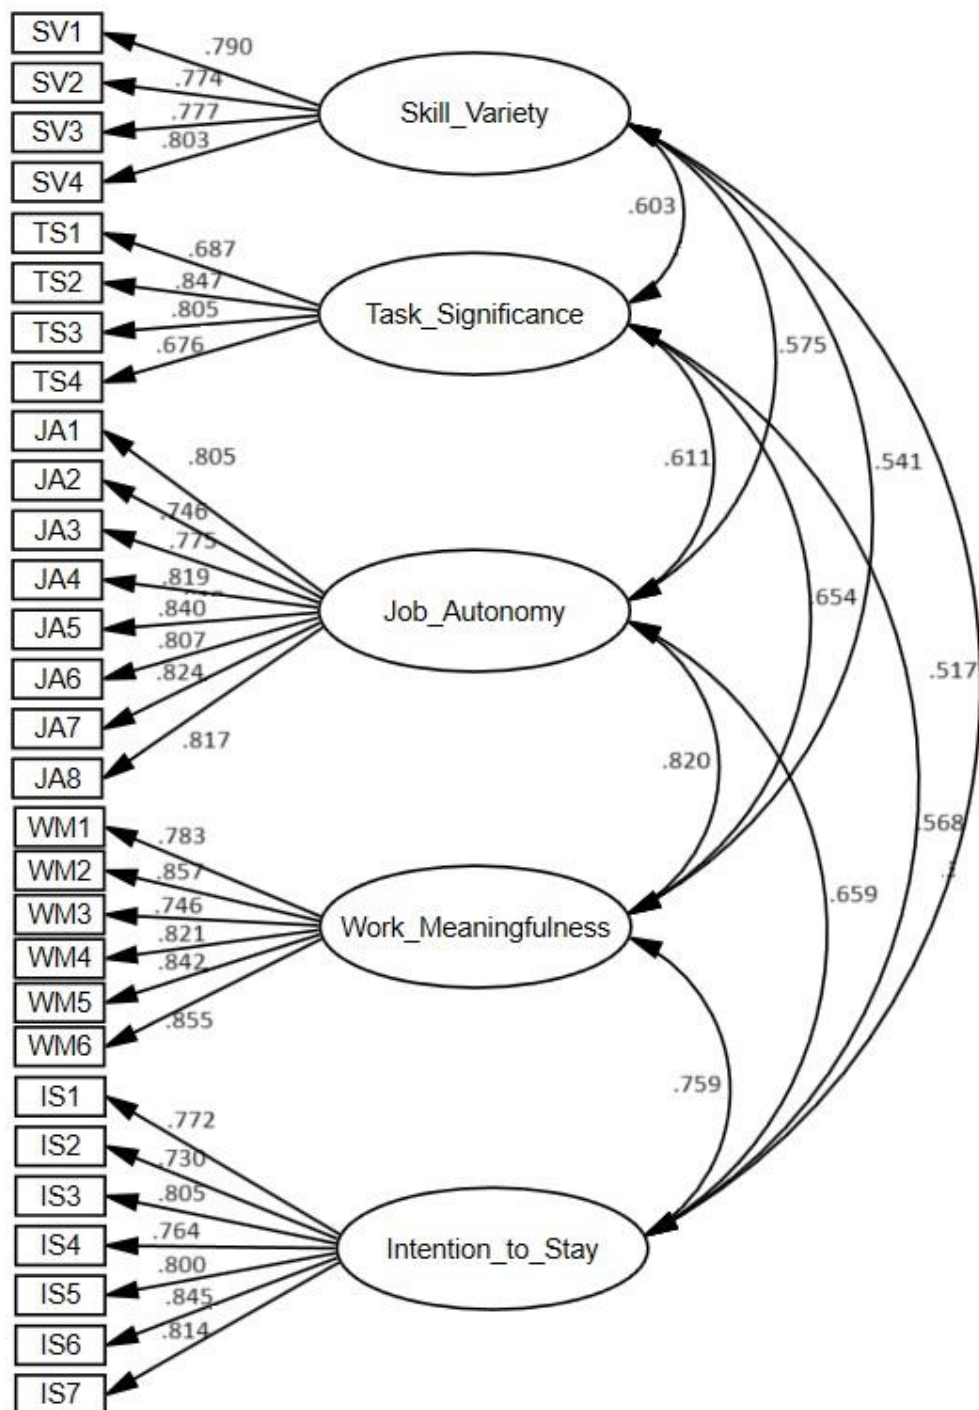 SV1
.790
SV2
.774
Skill_Variety
SV3
.777
SV4
.803
.603
TS1
.687
TS2
.847
Task_Significance
TS3
.805
TS4
.676
.575
JA1
.805
.611
.541
JA2
.746
JA3
.775
JA4
.819
Job_Autonomy
.654
JA5
.840
JA6
.807
.517
JA7
.824
JA8
.817
.820
WM1
.783
.568
WM2
.857
WM3
.746
Work_Meaningfulness
.659
WM4
.821
WM5
.842
WM6
.855
.759
IS1
.772
IS2
.730
IS3
.805
IS4
.764
Intention_to_Stay
IS5
.800
IS6
.845
IS7
.814